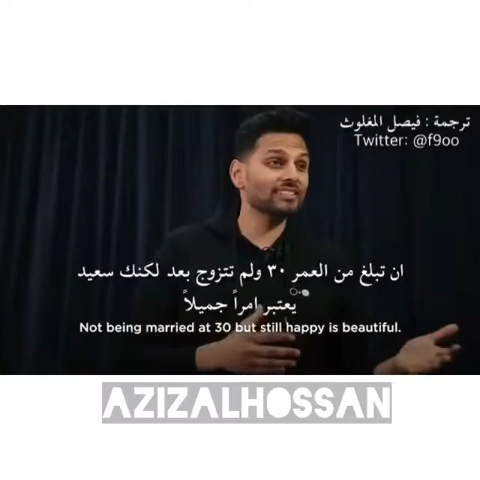 ترجمة : فيصل المغلوث
Twitter: @f9oo
ان تبلغ من العمر ٣٠ ولم تتزوج بعد لكنك سعيد
يعتبر امراً جميلاً
Not being married at 30 but still happy is beautiful.
AZIZALHOSSAN